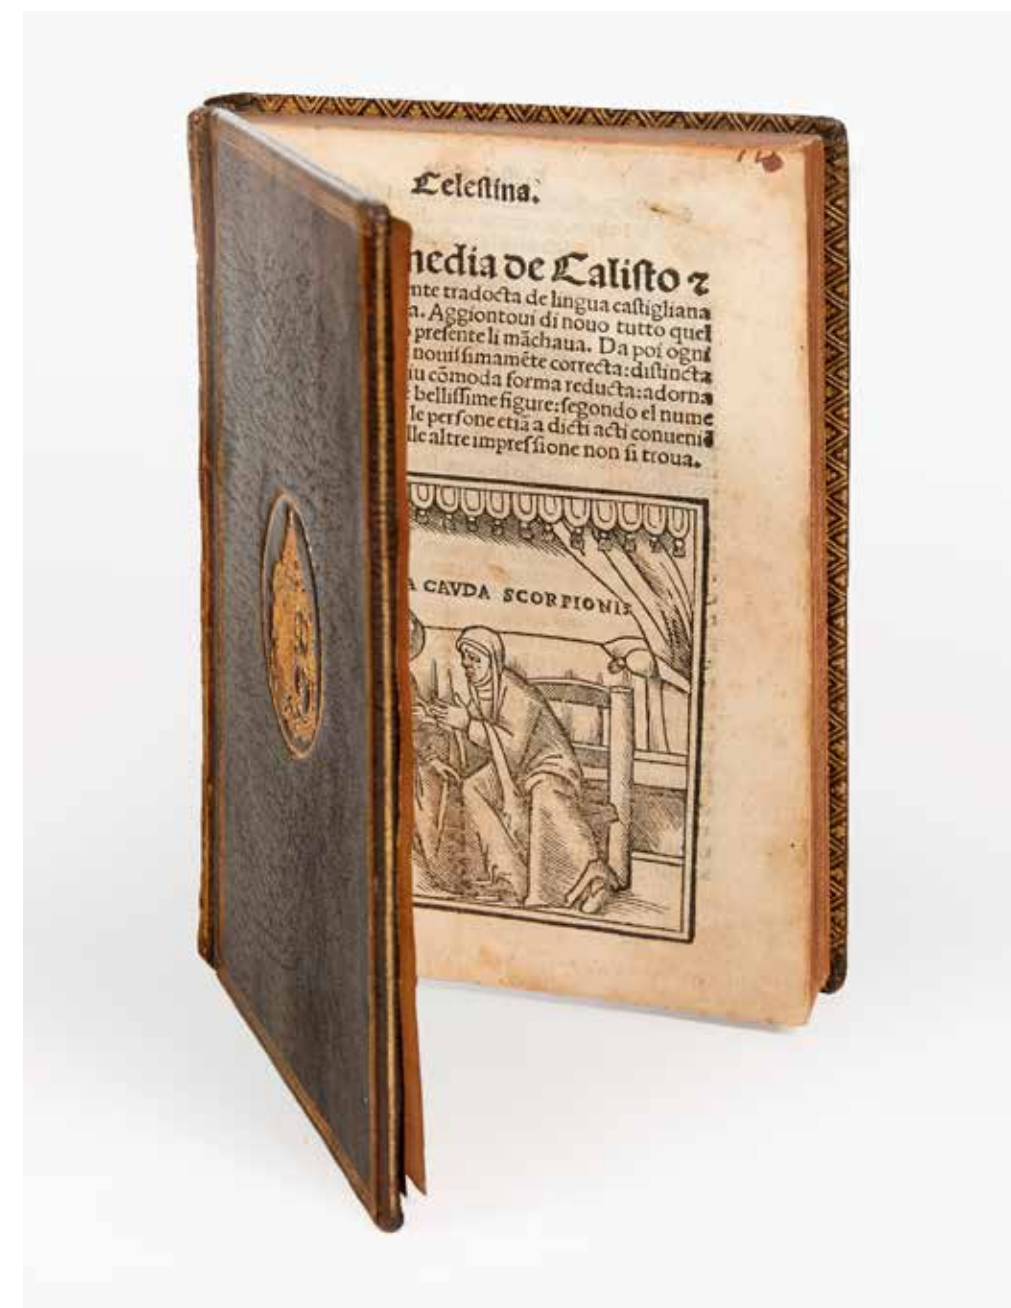 Celeſtina.
media de Caliſto ⁊
nte tradocta de lingua caſtigliana
a. Aggiontoui di nouo tutto quel
preſente li mãchaua. Da poi ogni
nouiſſimamẽte correcta: diſtincta
iu cõmoda forma reducta: adorna
belliſſime figure: ſegondo el nume
le perſone etiã a dicti acti conueniẽ
lle altre impreſſione non ſi troua.
A CAVDA SCORPIONIS